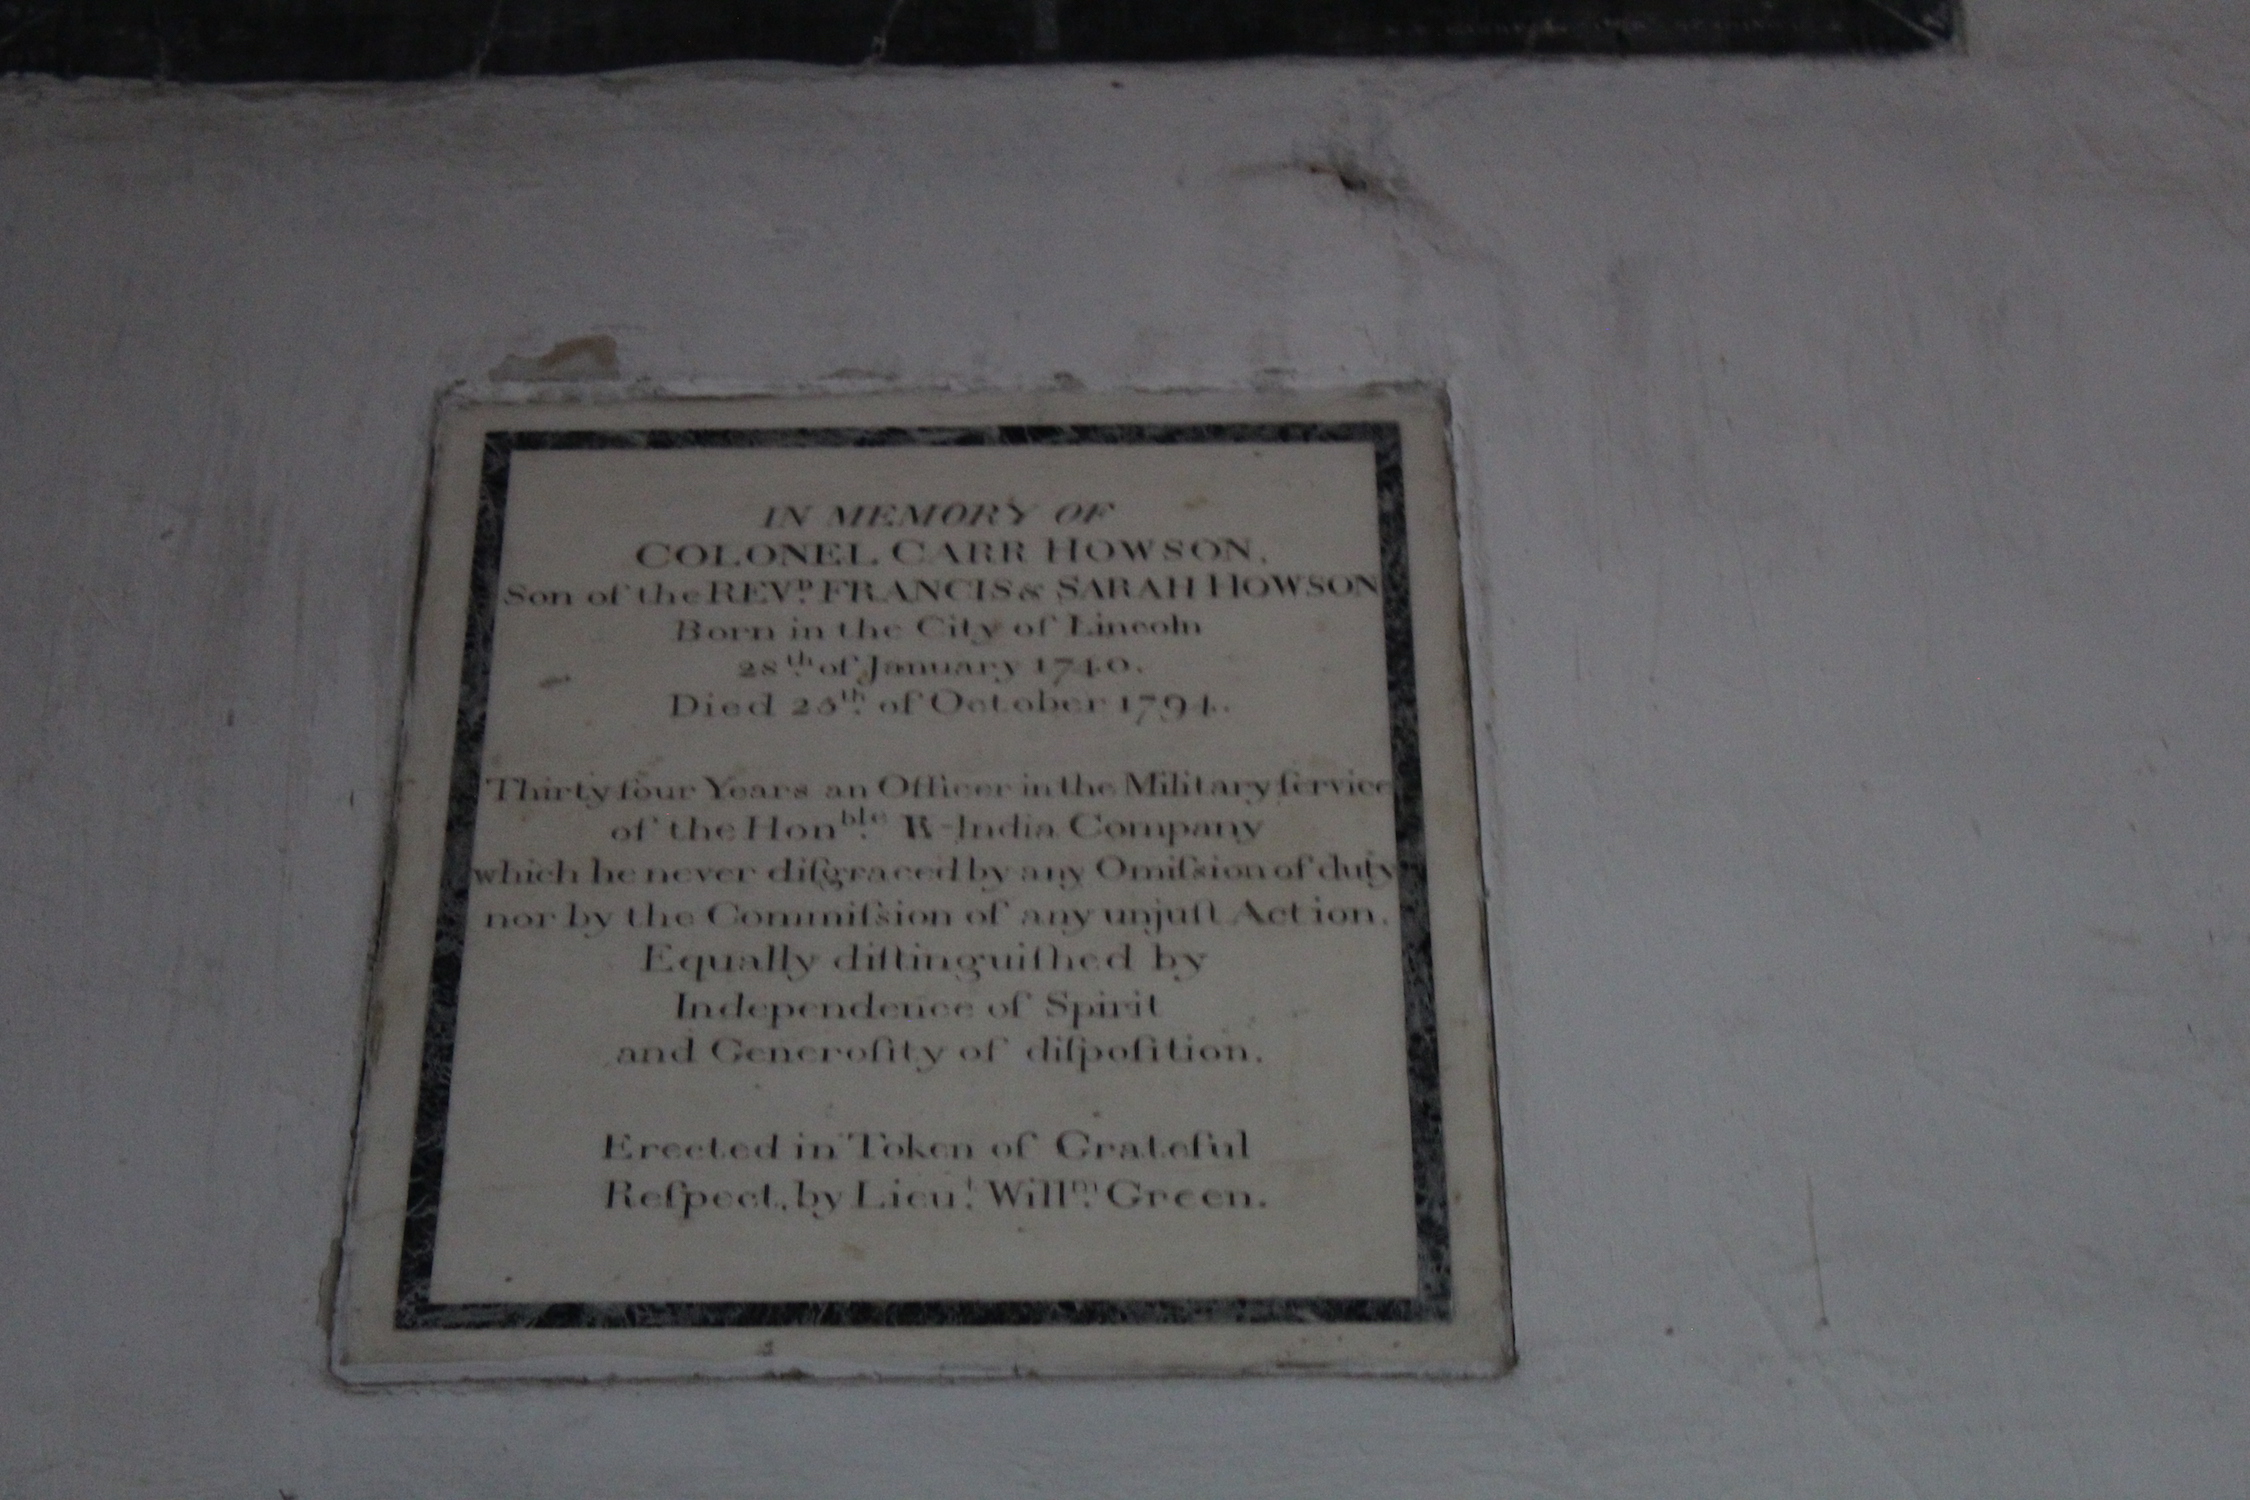 IN MEMORY OF
COLONEL CARR HOWSON,
Son of the REVᴰ. FRANCIS & SARAH HOWSON
Born in the City of Lincoln
28ᵗʰ. of January 1740.
Died 25ᵗʰ. of October 1794.
Thirty four Years an Officer in the Military ſervice
of the Honᵇˡᵉ. E-India Company
which he never diſgraced by any Omiſsion of duty
nor by the Commiſsion of any unjuſt Action.
Equally diſtinguiſhed by
Independence of Spirit
and Generoſity of diſpoſition.
Erected in Token of Grateful
Reſpect, by Lieuᵗ. Willᵐ. Green.